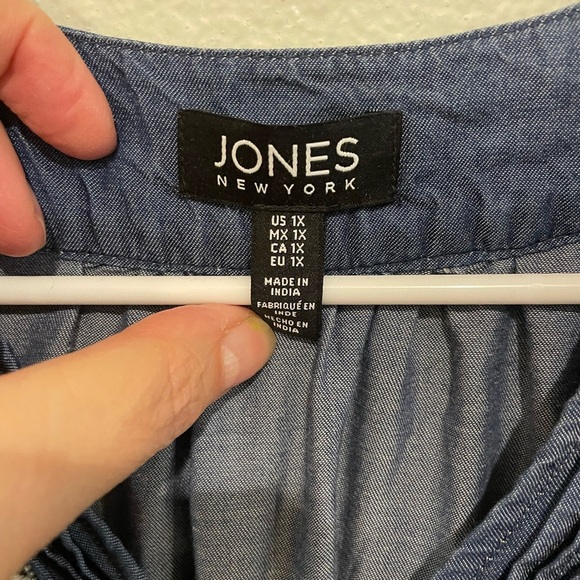 JONES
NEW YORK
US 1X
MX 1X
CA 1X
EU 1X
MADE IN
INDIA
FABRIQUÉ EN
INDE
HECHO EN
INDIA